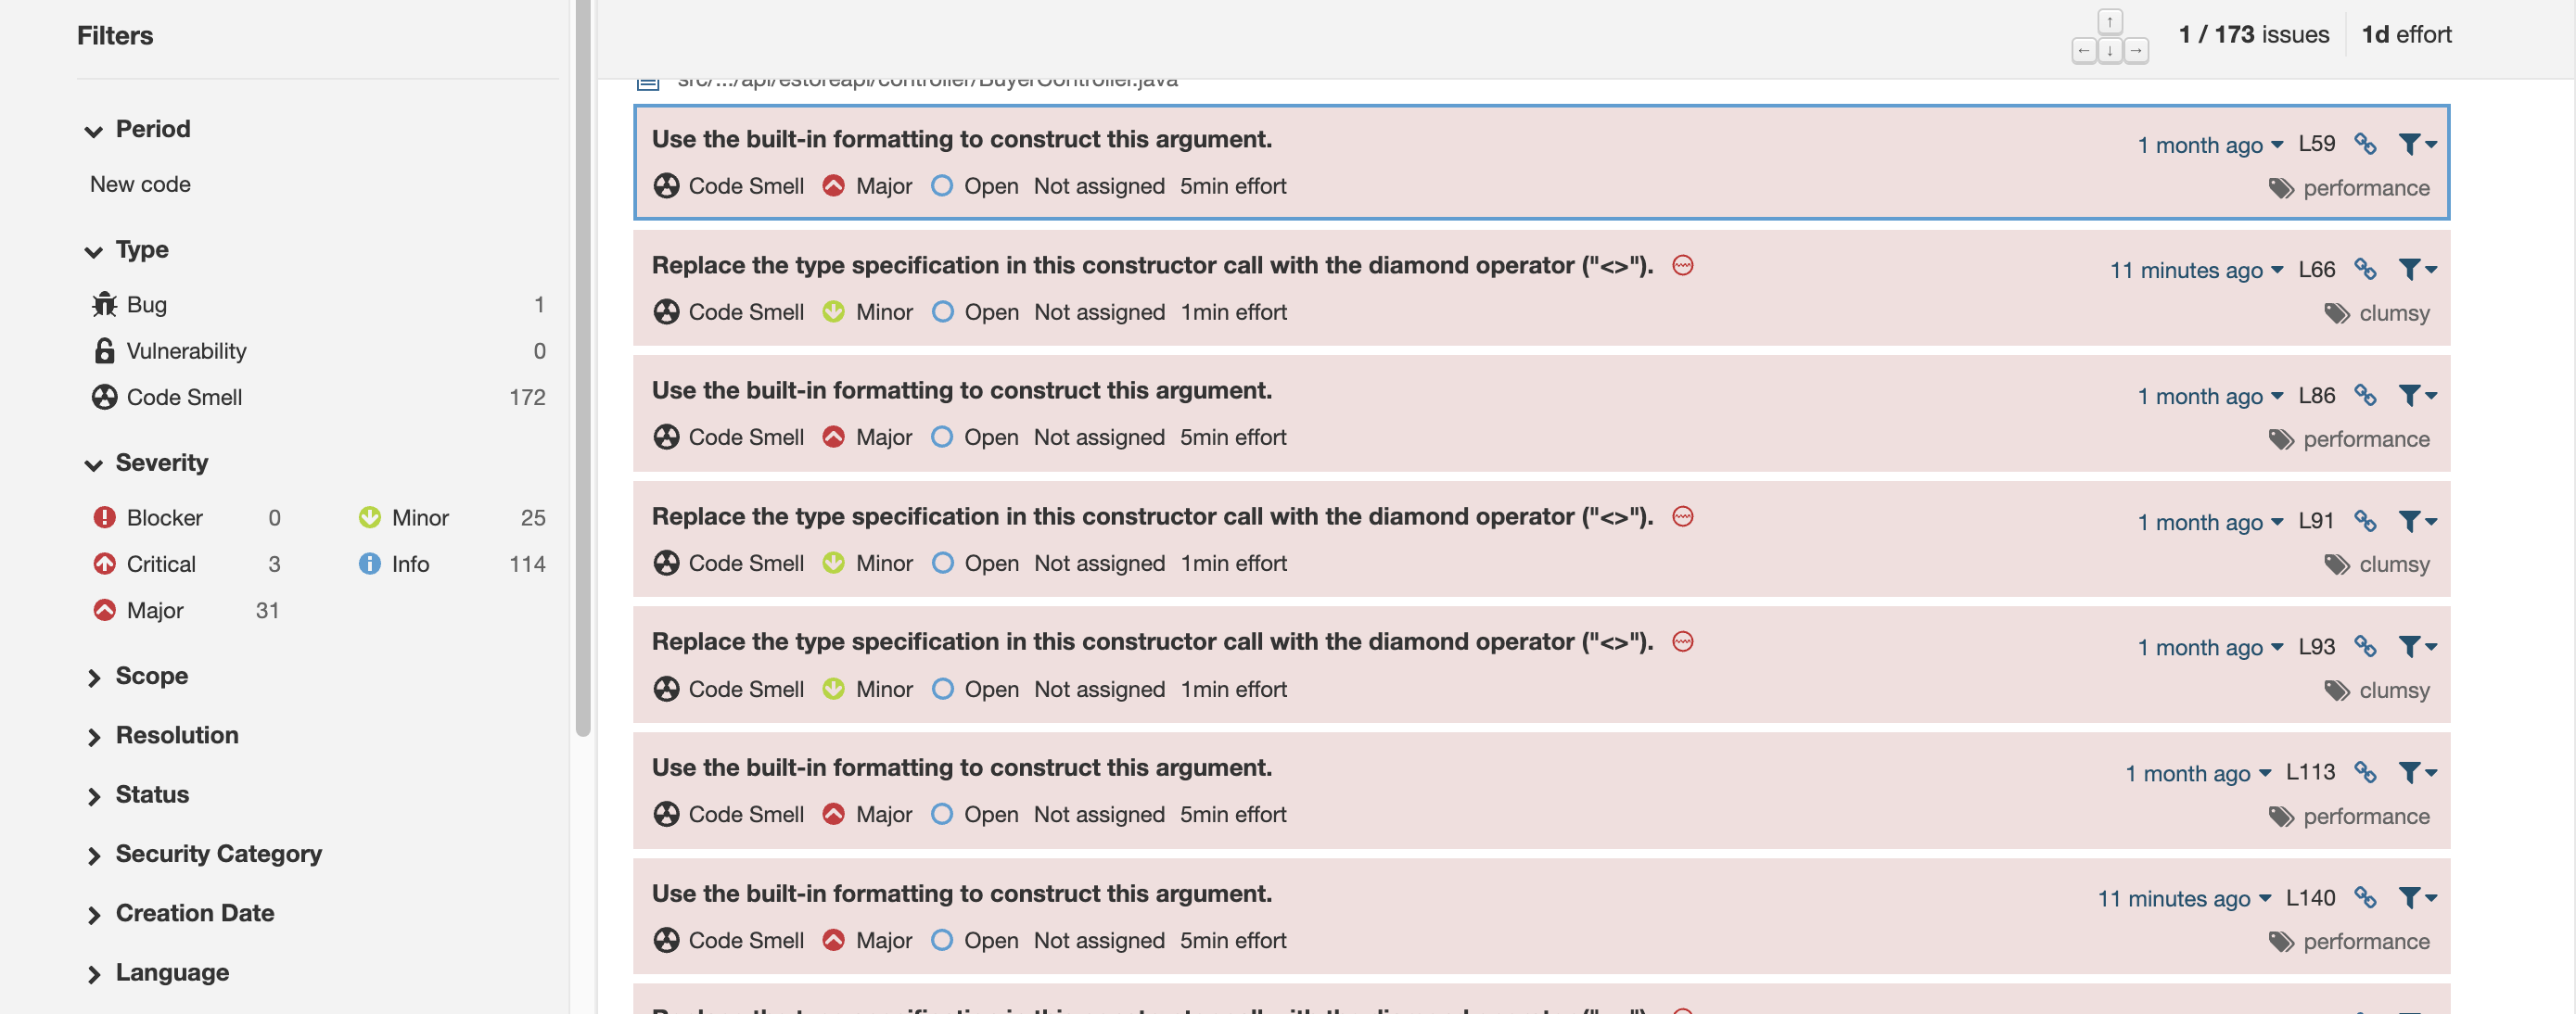 Filters
Period
New code
Type
Bug 1
Vulnerability 0
Code Smell 172
Severity
Blocker 0 Minor 25
Critical 3 Info 114
Major 31
Scope
Resolution
Status
Security Category
Creation Date
Language
↑
← ↓ →
1 / 173 issues 1d effort
src/.../api/estoreapi/controller/BuyerController.java
Use the built-in formatting to construct this argument. 1 month ago L59
Code Smell Major Open Not assigned 5min effort performance
Replace the type specification in this constructor call with the diamond operator ("<>"). 11 minutes ago L66
Code Smell Minor Open Not assigned 1min effort clumsy
Use the built-in formatting to construct this argument. 1 month ago L86
Code Smell Major Open Not assigned 5min effort performance
Replace the type specification in this constructor call with the diamond operator ("<>"). 1 month ago L91
Code Smell Minor Open Not assigned 1min effort clumsy
Replace the type specification in this constructor call with the diamond operator ("<>"). 1 month ago L93
Code Smell Minor Open Not assigned 1min effort clumsy
Use the built-in formatting to construct this argument. 1 month ago L113
Code Smell Major Open Not assigned 5min effort performance
Use the built-in formatting to construct this argument. 11 minutes ago L140
Code Smell Major Open Not assigned 5min effort performance